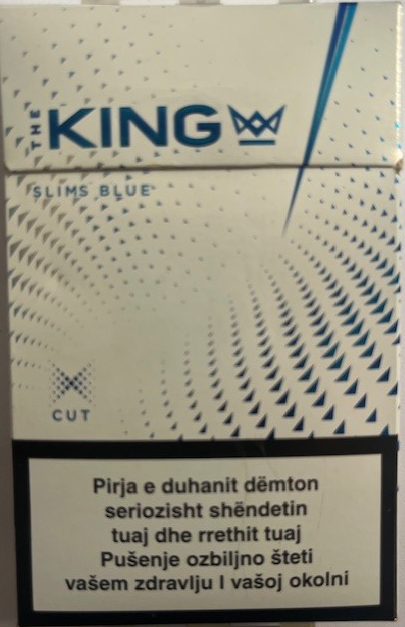 THE KING
SLIMS BLUE
CUT
Pirja e duhanit dëmton
seriozisht shëndetin
tuaj dhe rrethit tuaj
Pušenje ozbiljno šteti
vašem zdravlju I vašoj okolni